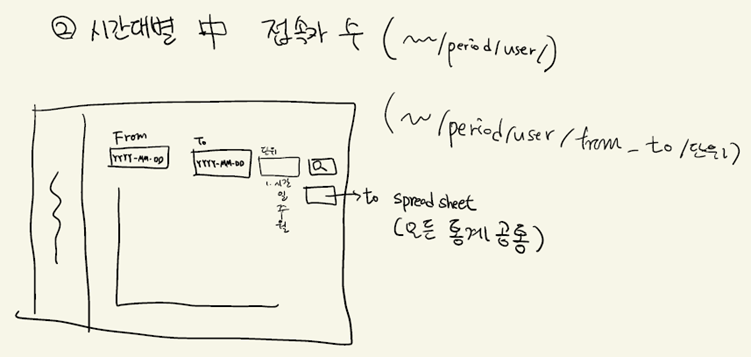 ② 시간대별 中 접속자 수 (~/period/user/)
(~/period/user/from_to/단위)
From
YYYY-MM-DD
To
YYYY-MM-DD
단위
1. 시간
일
주
월
→ to spread sheet
(모든 통계 공통)